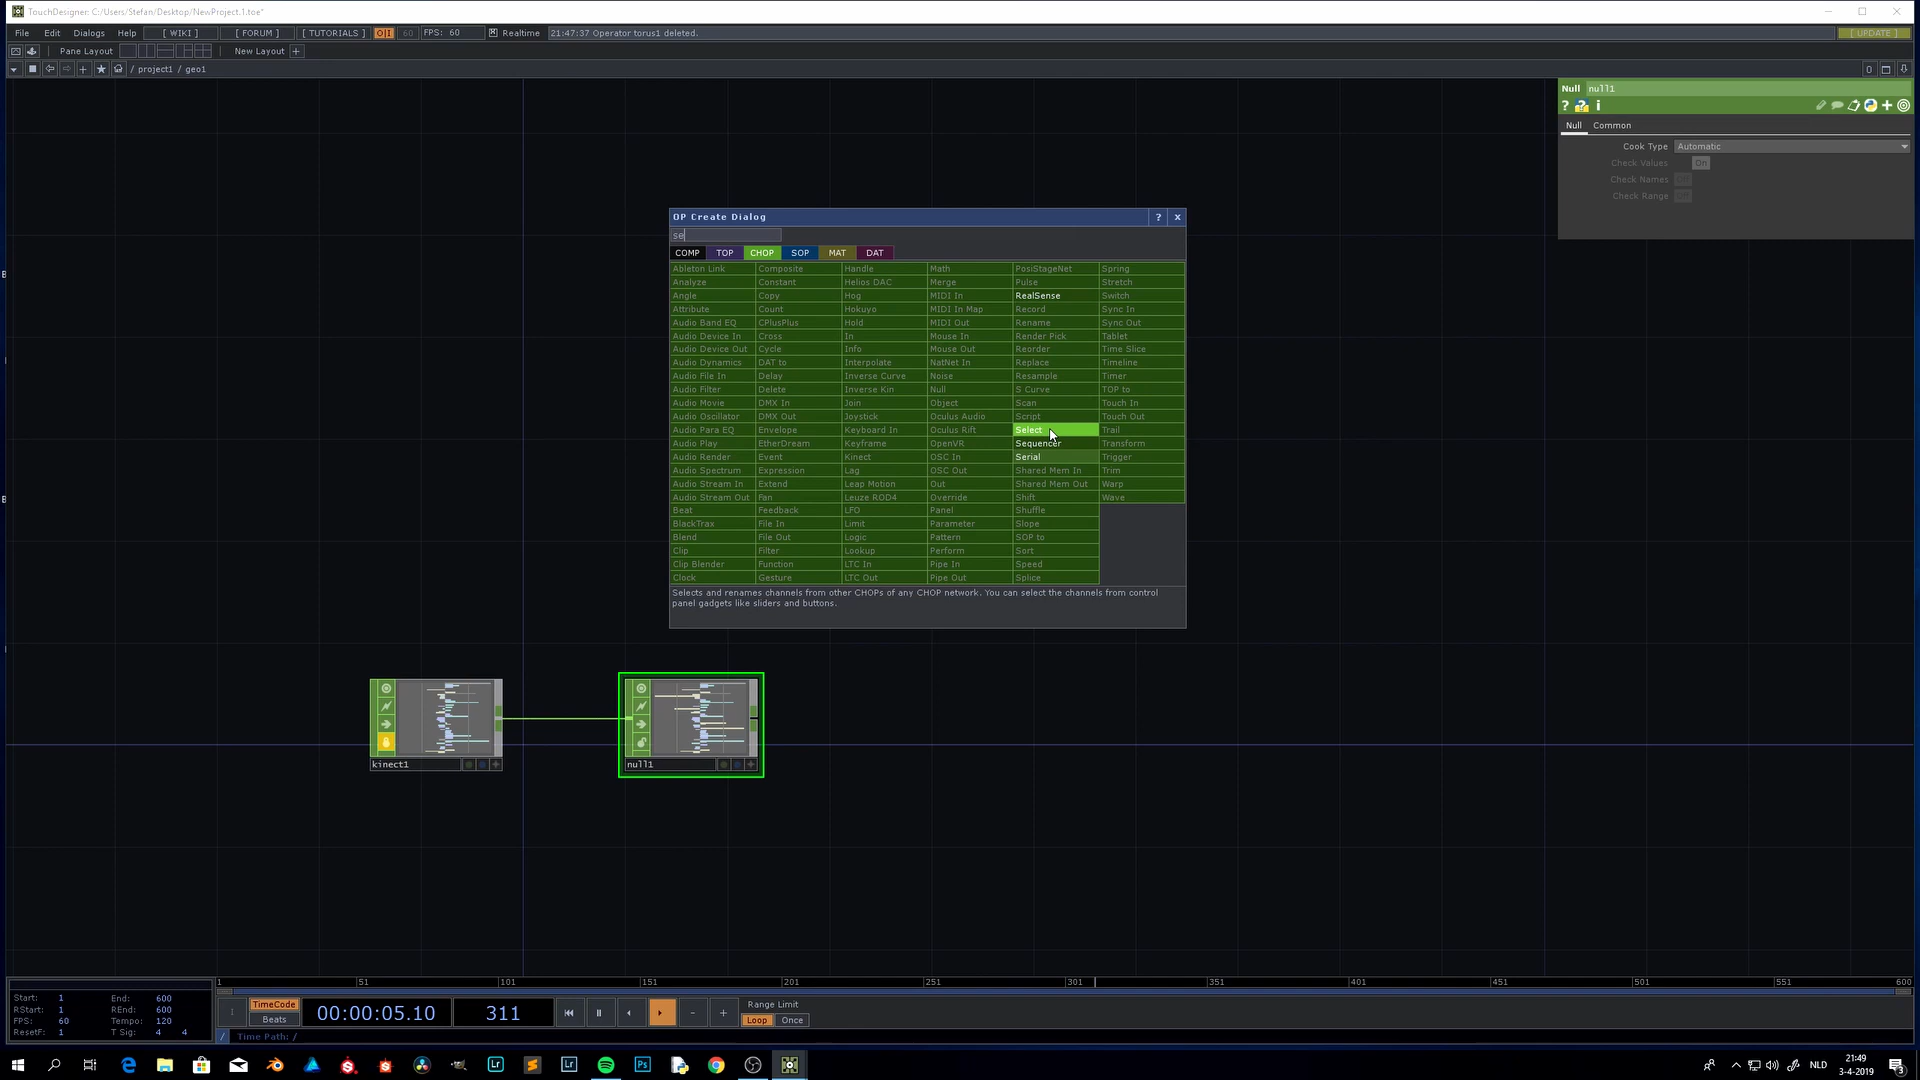 TouchDesigner: C:/Users/Stefan/Desktop/NewProject.1.toe*
File Edit Dialogs Help [ WIKI ] [ FORUM ] [ TUTORIALS ] O|I 60 FPS: 60 Realtime 21:47:37 Operator torus1 deleted. [ UPDATE ]
Pane Layout New Layout +
/ project1 / geo1 0
Null null1
? i
Null Common
Cook Type Automatic
Check Values On
Check Names
Check Range
OP Create Dialog ? x
se
COMP TOP CHOP SOP MAT DAT
Ableton Link Composite Handle Math PosiStageNet Spring
Analyze Constant Helios DAC Merge Pulse Stretch
Angle Copy Hog MIDI In RealSense Switch
Attribute Count Hokuyo MIDI In Map Record Sync In
Audio Band EQ CPlusPlus Hold MIDI Out Rename Sync Out
Audio Device In Cross In Mouse In Render Pick Tablet
Audio Device Out Cycle Info Mouse Out Reorder Time Slice
Audio Dynamics DAT to Interpolate NatNet In Replace Timeline
Audio File In Delay Inverse Curve Noise Resample Timer
Audio Filter Delete Inverse Kin Null S Curve TOP to
Audio Movie DMX In Join Object Scan Touch In
Audio Oscillator DMX Out Joystick Oculus Audio Script Touch Out
Audio Para EQ Envelope Keyboard In Oculus Rift Select Trail
Audio Play EtherDream Keyframe OpenVR Sequencer Transform
Audio Render Event Kinect OSC In Serial Trigger
Audio Spectrum Expression Lag OSC Out Shared Mem In Trim
Audio Stream In Extend Leap Motion Out Shared Mem Out Warp
Audio Stream Out Fan Leuze ROD4 Override Shift Wave
Beat Feedback LFO Panel Shuffle
BlackTrax File In Limit Parameter Slope
Blend File Out Logic Pattern SOP to
Clip Filter Lookup Perform Sort
Clip Blender Function LTC In Pipe In Speed
Clock Gesture LTC Out Pipe Out Splice
Selects and renames channels from other CHOPs of any CHOP network. You can select the channels from control
panel gadgets like sliders and buttons.
kinect1 null1
1 51 101 151 201 251 301 351 401 451 501 551 600
Start: 1 End: 600
RStart: 1 REnd: 600
FPS: 60 Tempo: 120
ResetF: 1 T Sig: 4 4
TimeCode
Beats
00:00:05.10 311
Range Limit
Loop Once
/ Time Path: /
NLD
21:49
3-4-2019